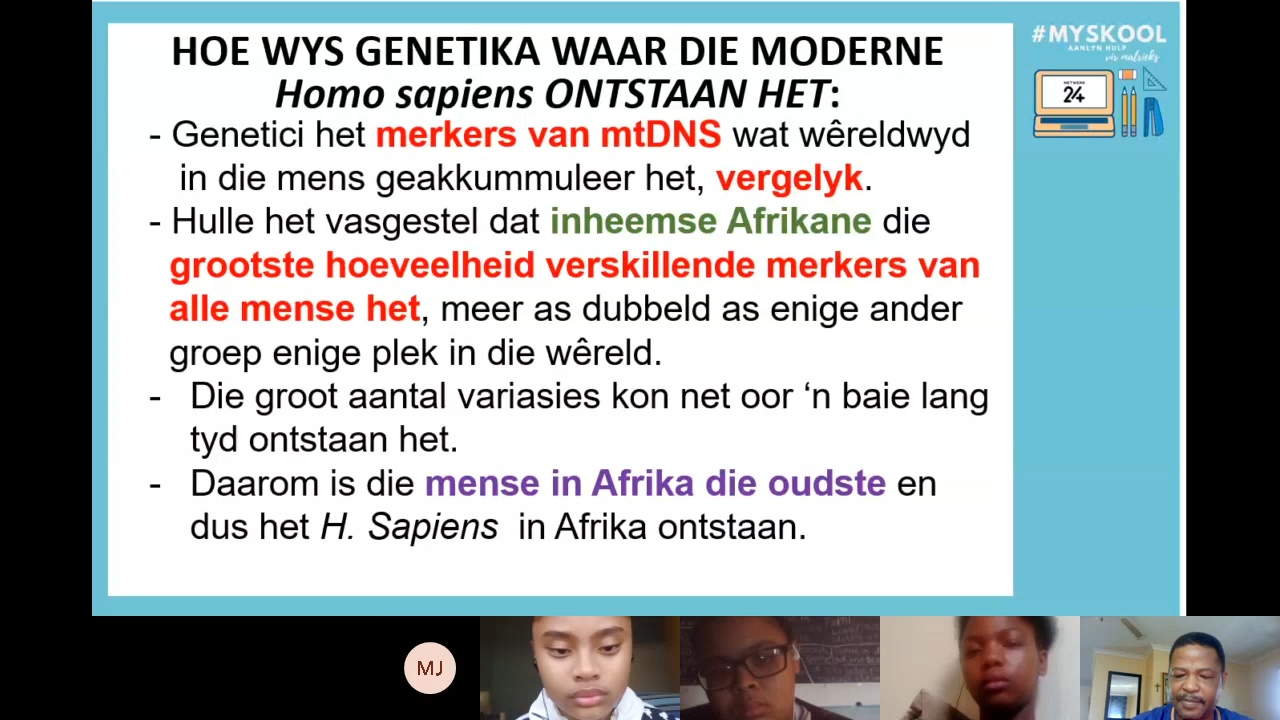 HOE WYS GENETIKA WAAR DIE MODERNE
Homo sapiens ONTSTAAN HET:
- Genetici het merkers van mtDNS wat wêreldwyd
in die mens geakkummuleer het, vergelyk.
- Hulle het vasgestel dat inheemse Afrikane die
grootste hoeveelheid verskillende merkers van
alle mense het, meer as dubbeld as enige ander
groep enige plek in die wêreld.
- Die groot aantal variasies kon net oor ‘n baie lang
tyd ontstaan het.
- Daarom is die mense in Afrika die oudste en
dus het H. Sapiens in Afrika ontstaan.
#MYSKOOL
AANLYN HULP
vir matrieks
NETWERK
24
MJ